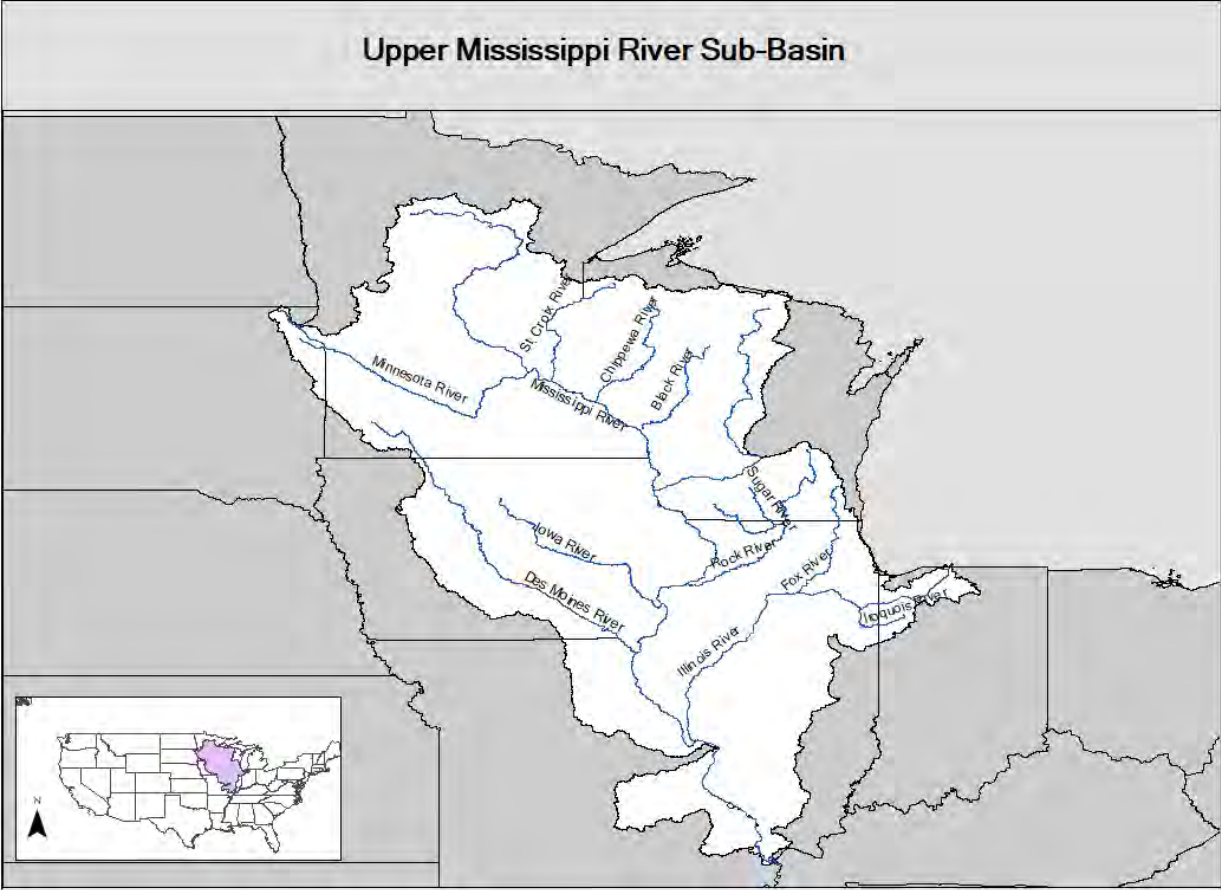 Upper Mississippi River Sub-Basin
St Croix River
Chippewa River
Minnesota River
Mississippi River
Black River
Sugar River
Iowa River
Rock River
Fox River
Des Moines River
Iroquois River
Illinois River
N